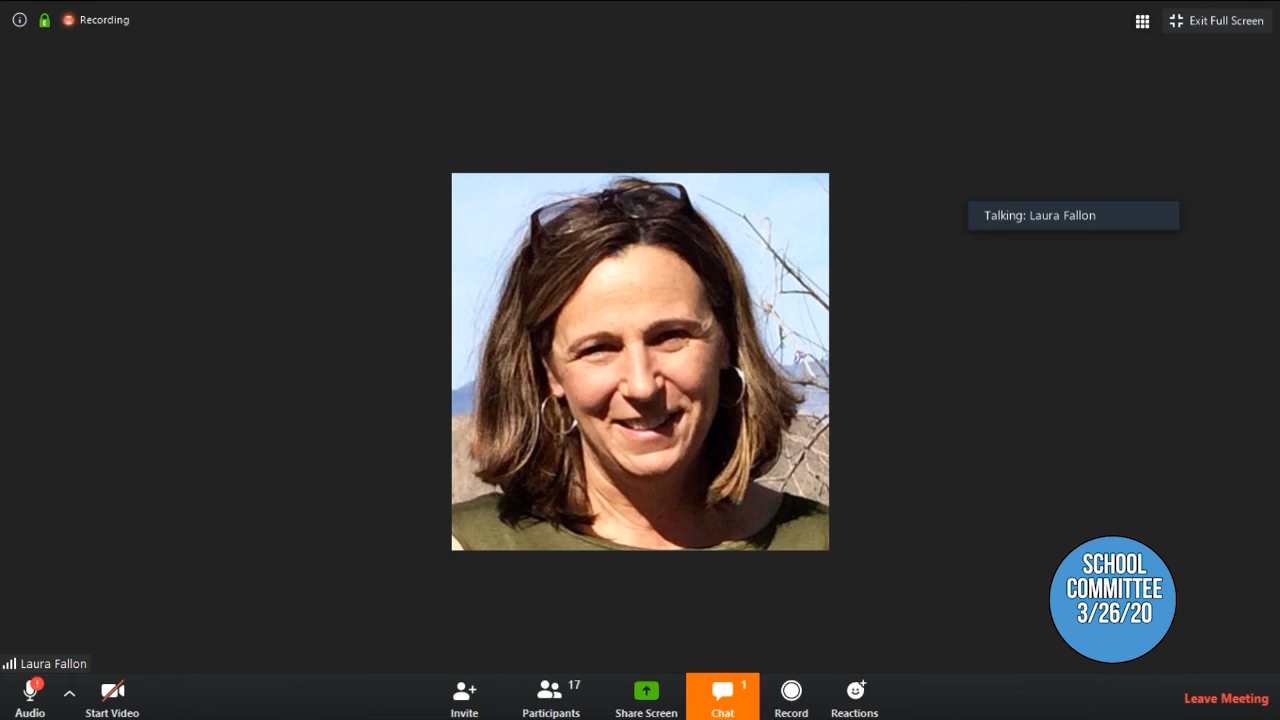 Recording
Exit Full Screen
Talking: Laura Fallon
SCHOOL
COMMITTEE
3/26/20
Laura Fallon
Audio
Start Video
Invite
17
Participants
Share Screen
1
Chat
Record
Reactions
Leave Meeting